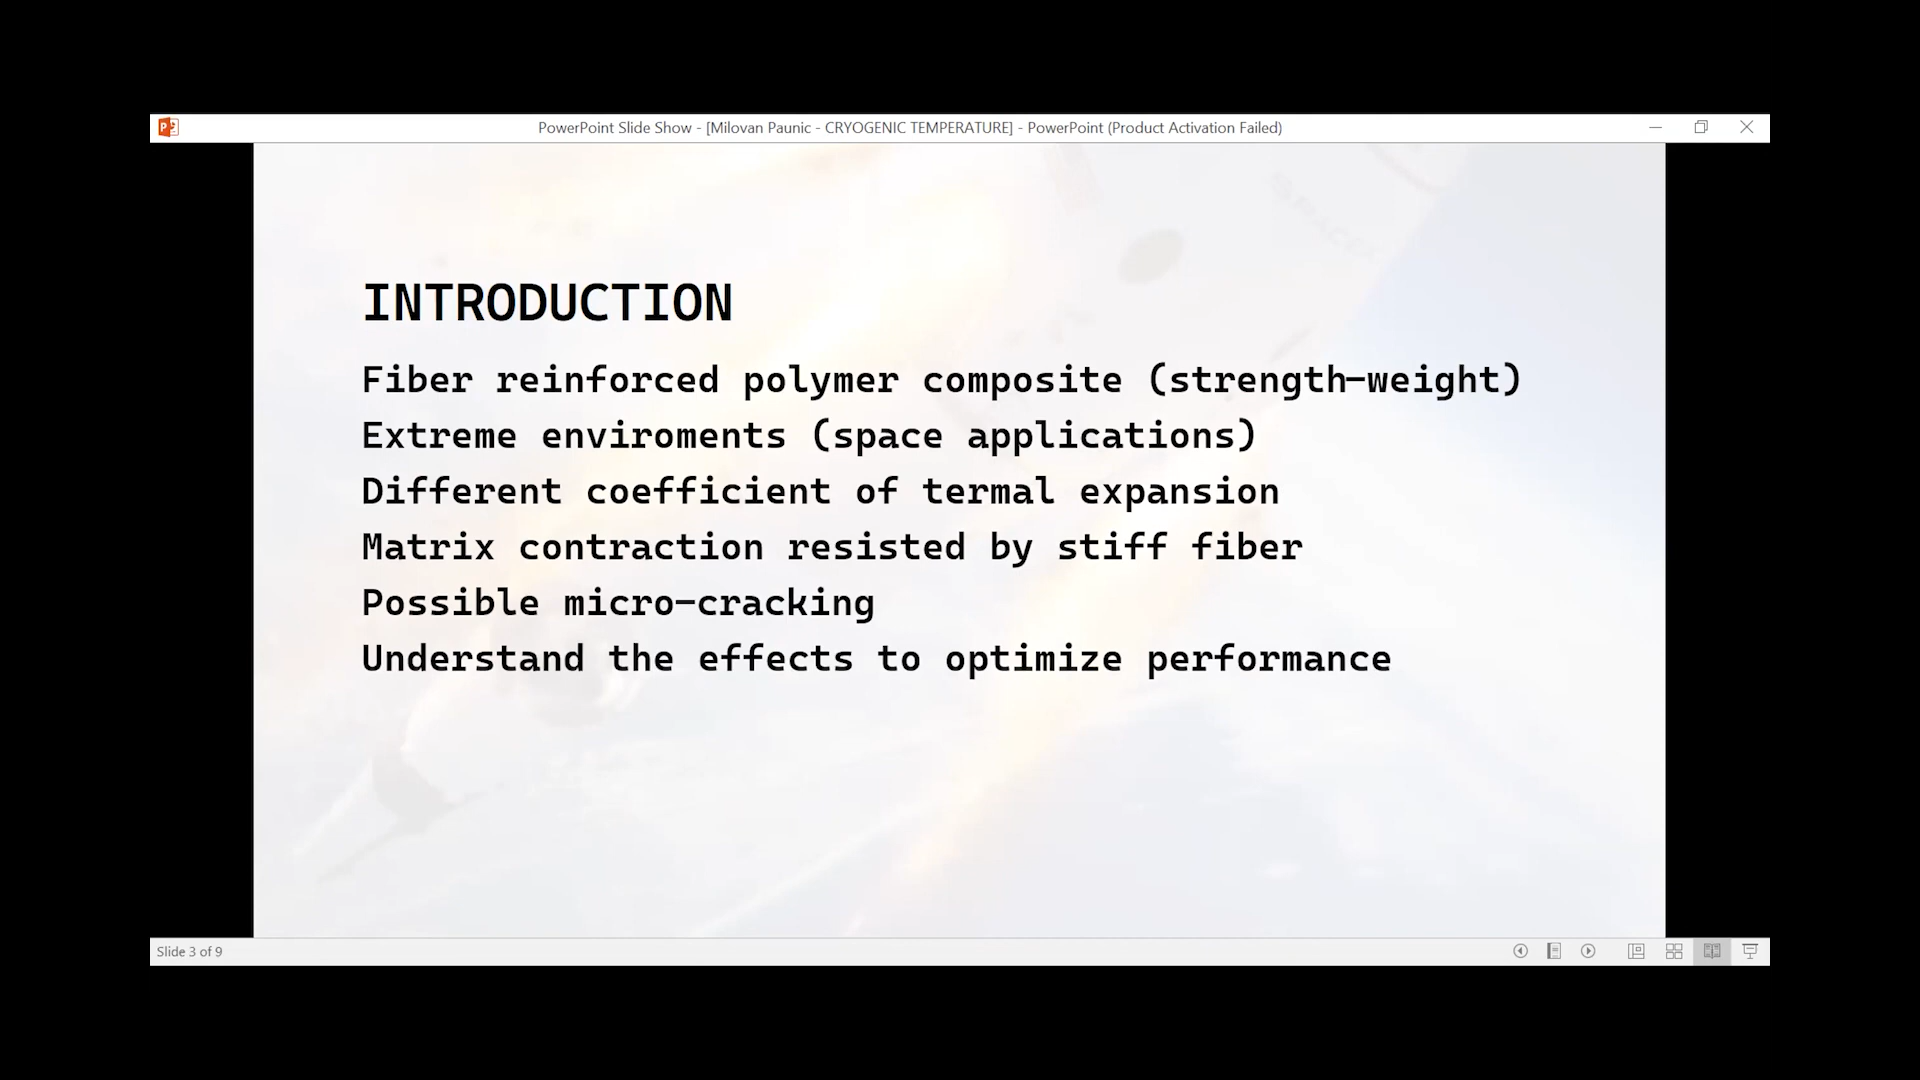 PowerPoint Slide Show - [Milovan Paunic - CRYOGENIC TEMPERATURE] - PowerPoint (Product Activation Failed)
INTRODUCTION
Fiber reinforced polymer composite (strength-weight)
Extreme enviroments (space applications)
Different coefficient of termal expansion
Matrix contraction resisted by stiff fiber
Possible micro-cracking
Understand the effects to optimize performance
Slide 3 of 9